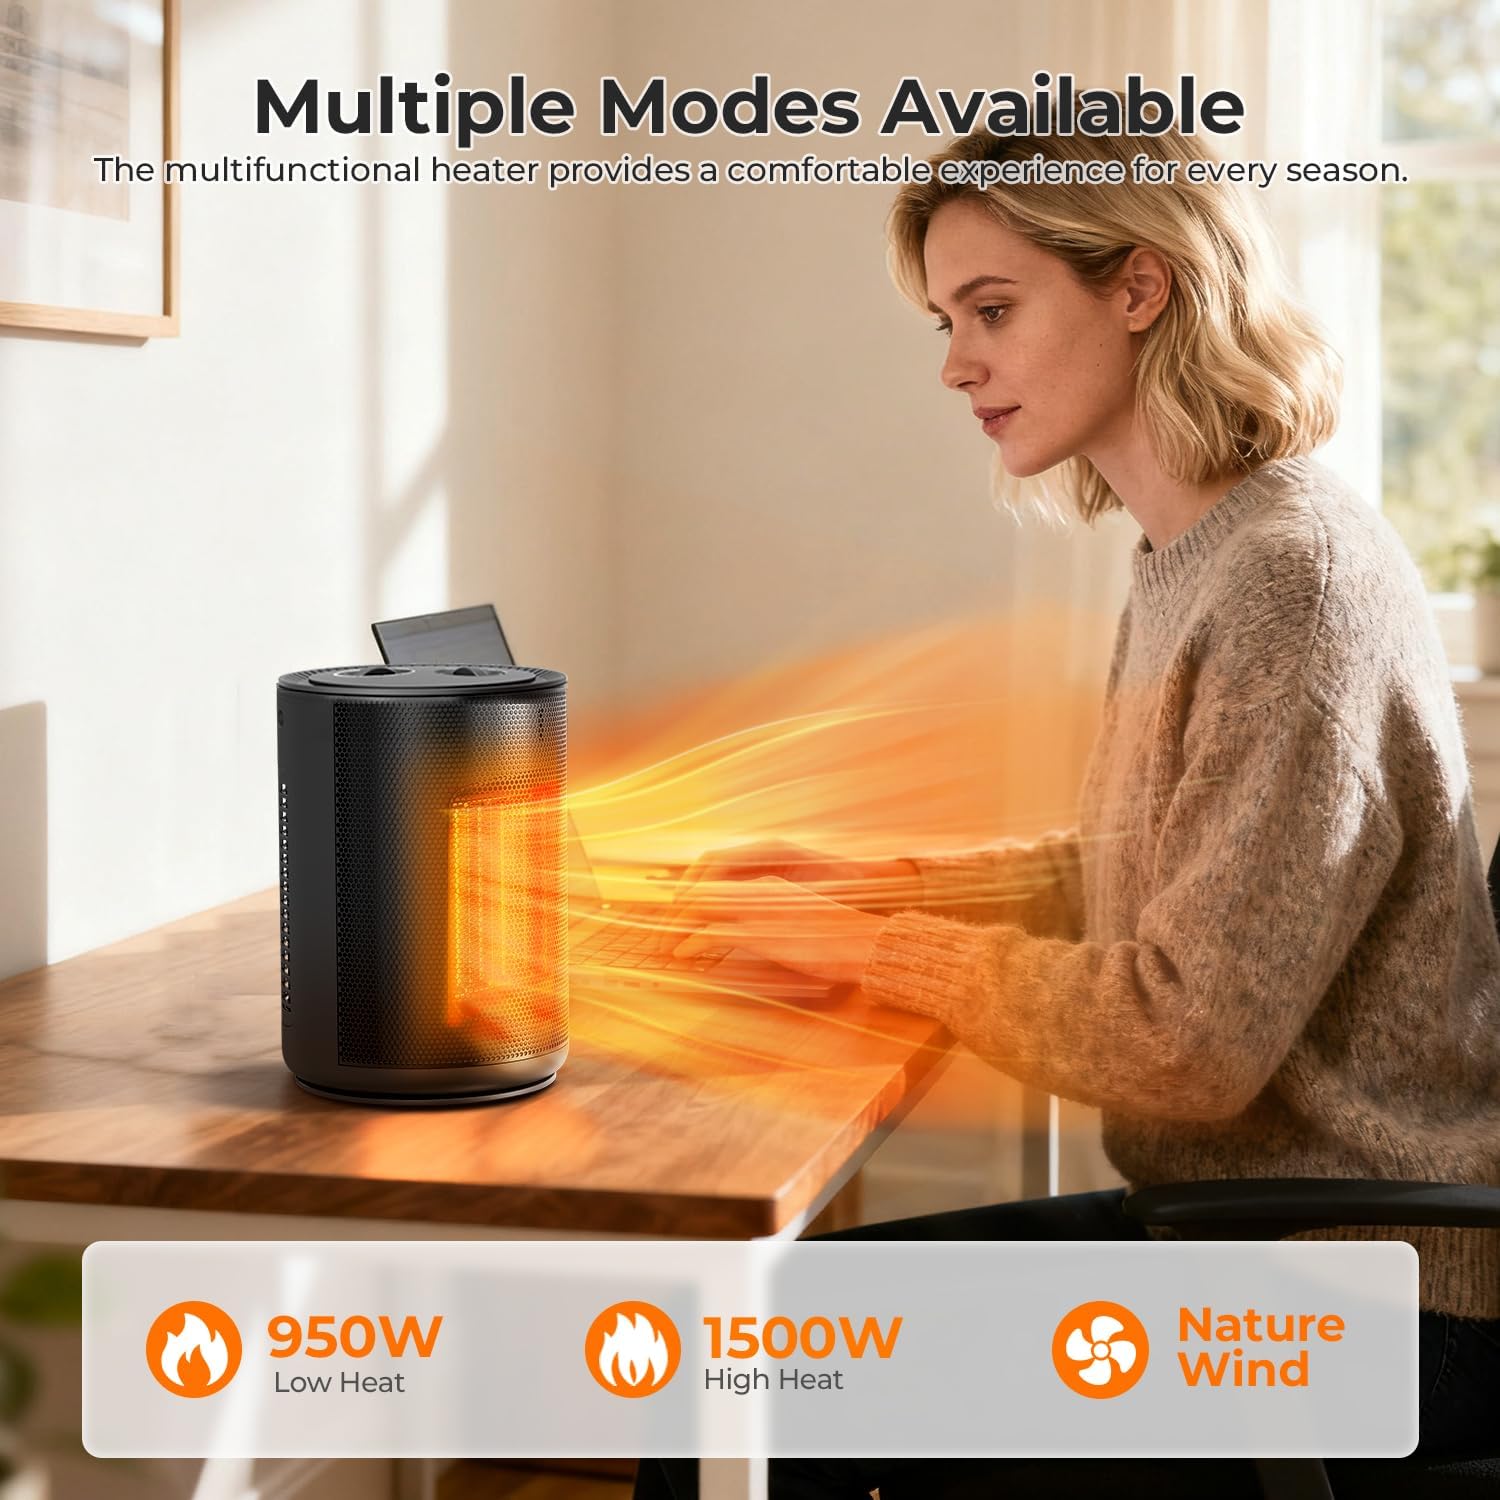 Multiple Modes Available
The multifunctional heater provides a comfortable experience for every season.
950W
Low Heat
1500W
High Heat
Nature
Wind